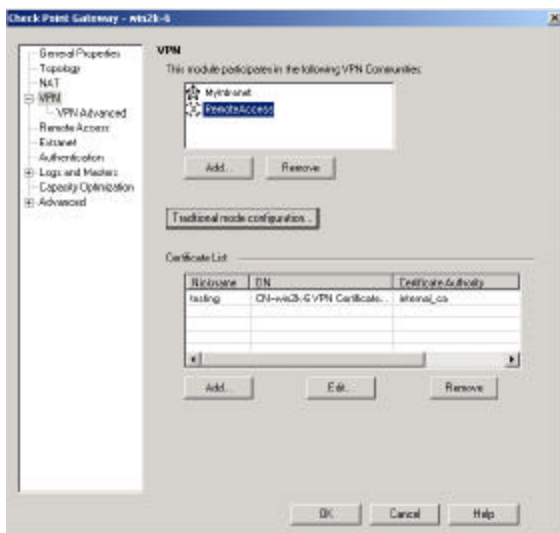 Check Point Gateway - win2k-6
General Properties
Topology
NAT
VPN
VPN Advanced
Remote Access
Extranet
Authentication
Logs and Masters
Capacity Optimization
Advanced
VPN
This module participates in the following VPN Communities:
MyIntranet
RemoteAccess
Add...
Remove
Traditional mode configuration...
Certificate List
Nickname
DN
Certificate Authority
testing
CN=win2k-6 VPN Certificate...
internal_ca
Add...
Edit...
Remove
OK
Cancel
Help